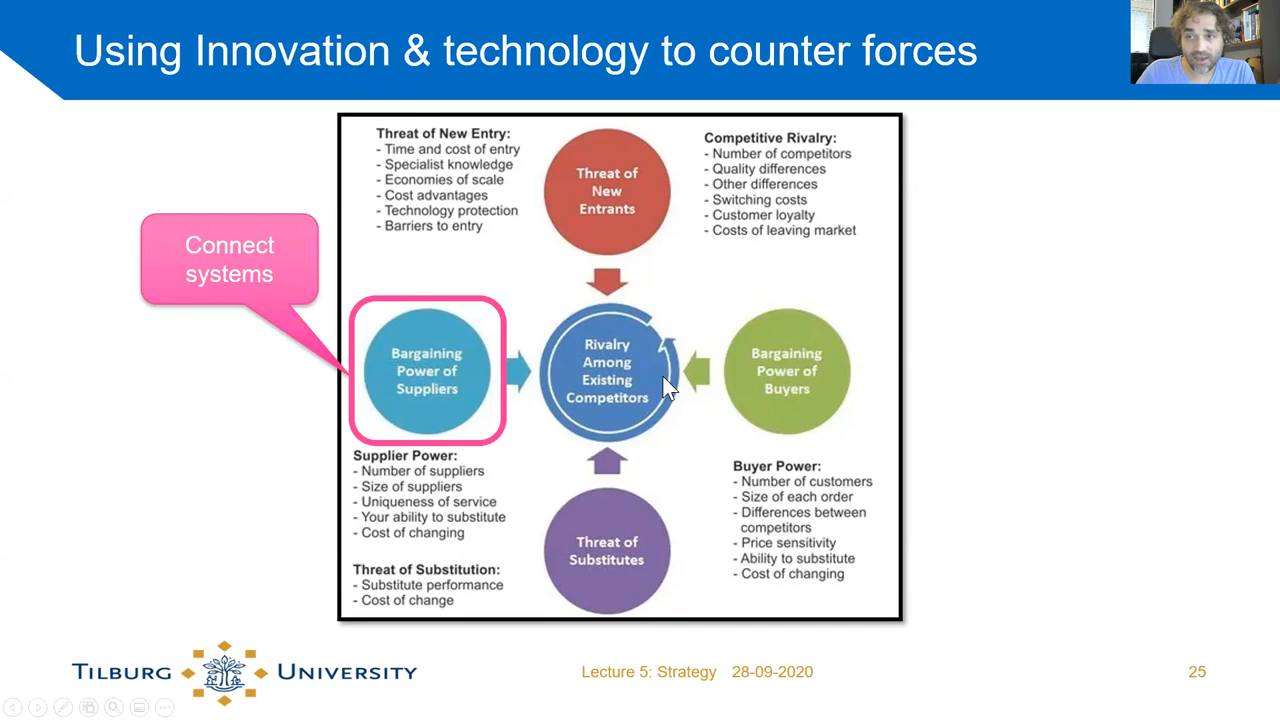 Using Innovation & technology to counter forces
Threat of New Entry:
- Time and cost of entry
- Specialist knowledge
- Economies of scale
- Cost advantages
- Technology protection
- Barriers to entry
Threat of
New
Entrants
Competitive Rivalry:
- Number of competitors
- Quality differences
- Other differences
- Switching costs
- Customer loyalty
- Costs of leaving market
Connect
systems
Bargaining
Power of
Suppliers
Rivalry
Among
Existing
Competitors
Bargaining
Power of
Buyers
Supplier Power:
- Number of suppliers
- Size of suppliers
- Uniqueness of service
- Your ability to substitute
- Cost of changing
Threat of Substitution:
- Substitute performance
- Cost of change
Threat of
Substitutes
Buyer Power:
- Number of customers
- Size of each order
- Differences between
competitors
- Price sensitivity
- Ability to substitute
- Cost of changing
TILBURG UNIVERSITY
Lecture 5: Strategy 28-09-2020
25